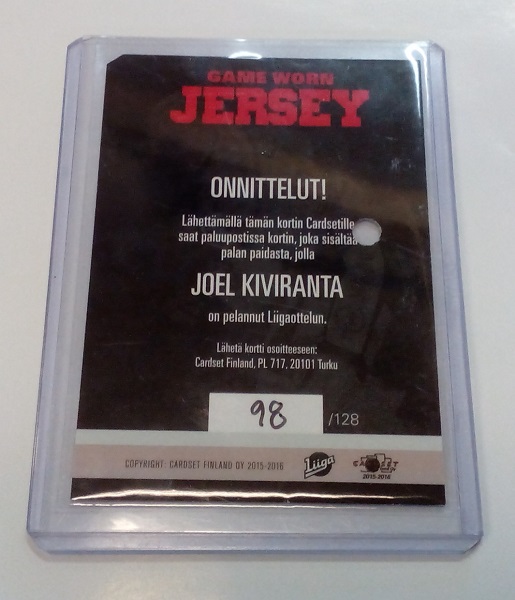 GAME WORN
JERSEY
ONNITTELUT!
Lähettämällä tämän kortin Cardsetille
saat paluupostissa kortin, joka sisältää
palan paidasta, jolla
JOEL KIVIRANTA
on pelannut Liigaottelun.
Lähetä kortti osoitteeseen:
Cardset Finland, PL 717, 20101 Turku
98 /128
COPYRIGHT: CARDSET FINLAND OY 2015-2016
Liiga
CARDSET
2015-2016